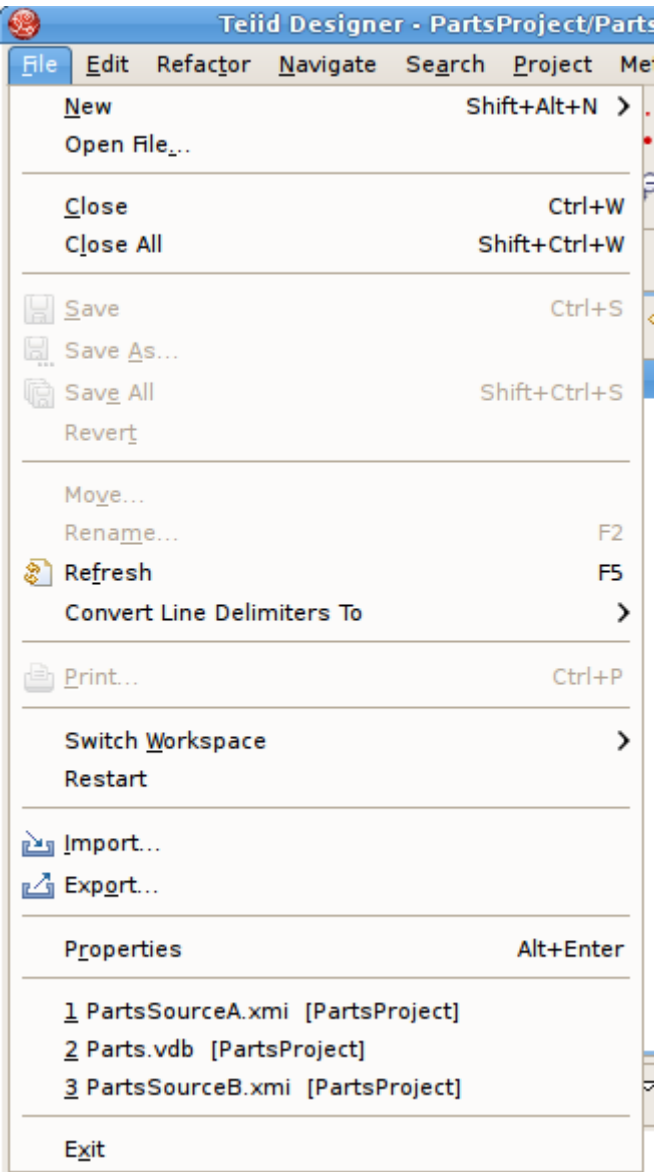 Teiid Designer - PartsProject/Parts
File Edit Refactor Navigate Search Project Me
New Shift+Alt+N
Open File...
Close Ctrl+W
Close All Shift+Ctrl+W
Save Ctrl+S
Save As...
Save All Shift+Ctrl+S
Revert
Move...
Rename... F2
Refresh F5
Convert Line Delimiters To
Print... Ctrl+P
Switch Workspace
Restart
Import...
Export...
Properties Alt+Enter
1 PartsSourceA.xmi [PartsProject]
2 Parts.vdb [PartsProject]
3 PartsSourceB.xmi [PartsProject]
Exit